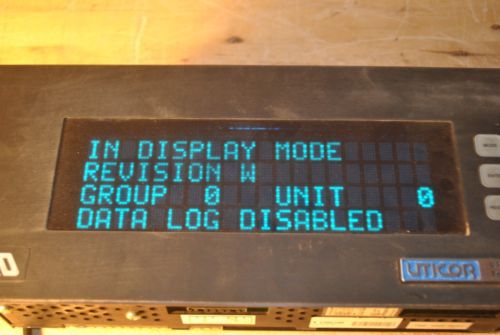 IN DISPLAY MODE
REVISION W
GROUP 0 UNIT 0
DATA LOG DISABLED
UTICOR